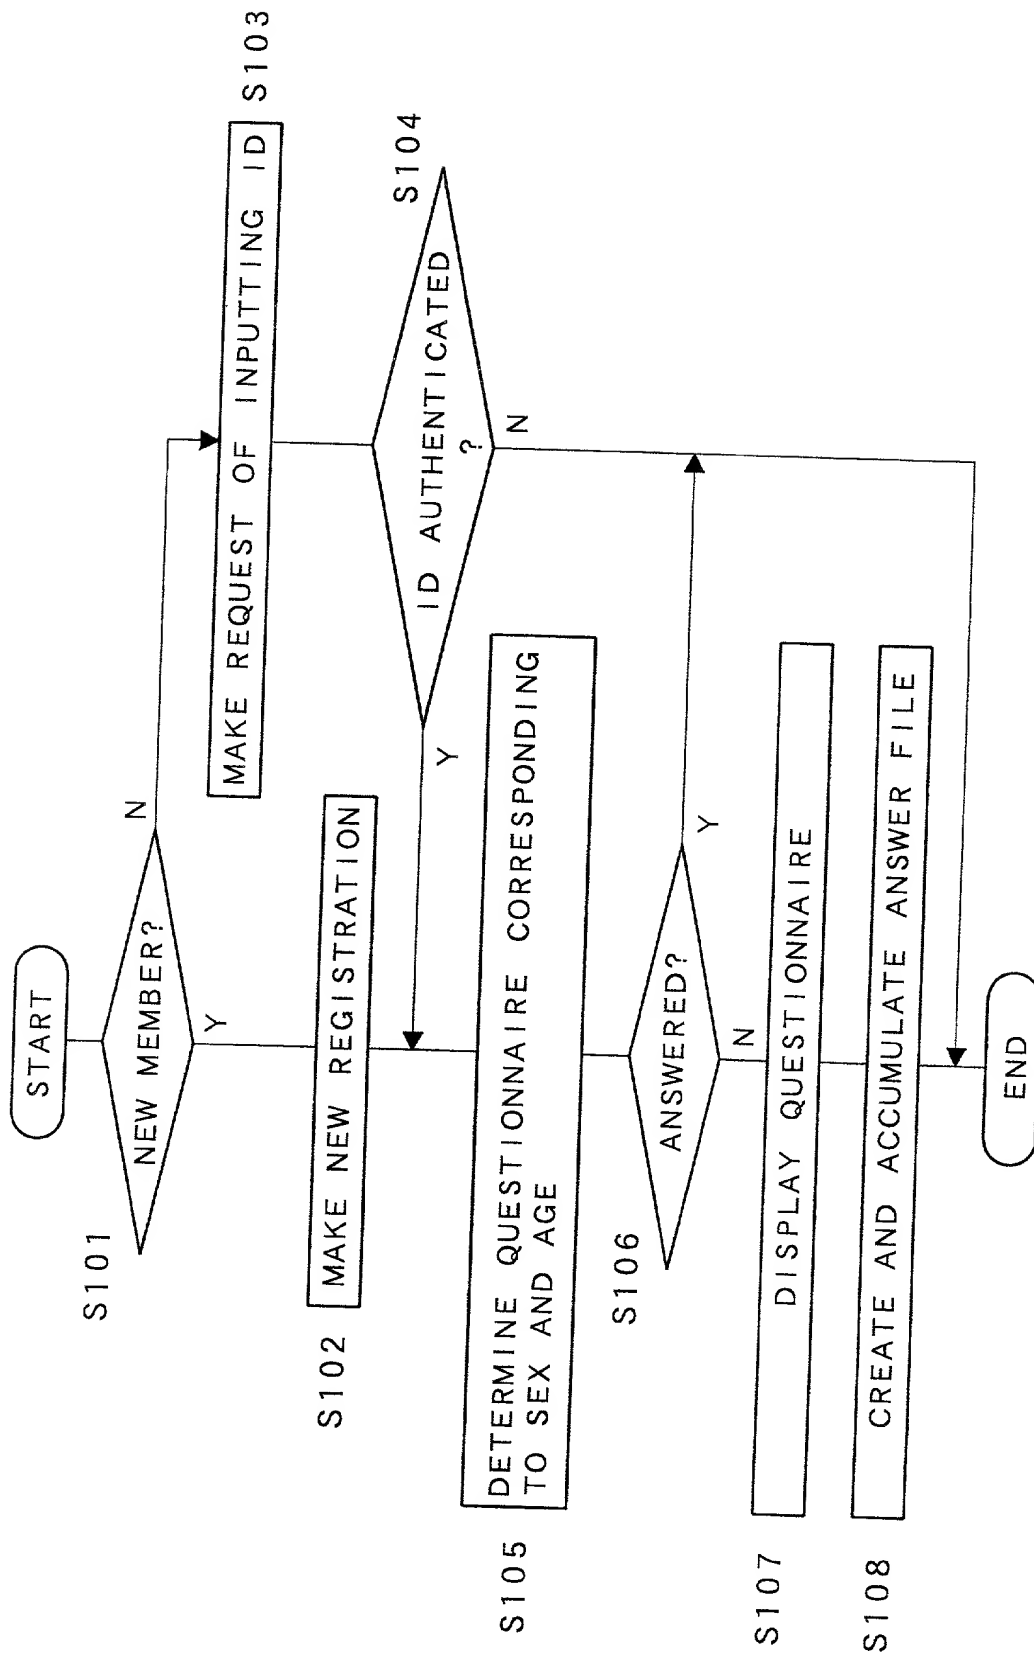 START
S101
NEW MEMBER?
N
Y
S102
MAKE NEW REGISTRATION
MAKE REQUEST OF INPUTTING ID
S103
S104
ID AUTHENTICATED
?
Y
N
S105
DETERMINE QUESTIONNAIRE CORRESPONDING
TO SEX AND AGE
S106
ANSWERED?
Y
N
S107
DISPLAY QUESTIONNAIRE
S108
CREATE AND ACCUMULATE ANSWER FILE
END